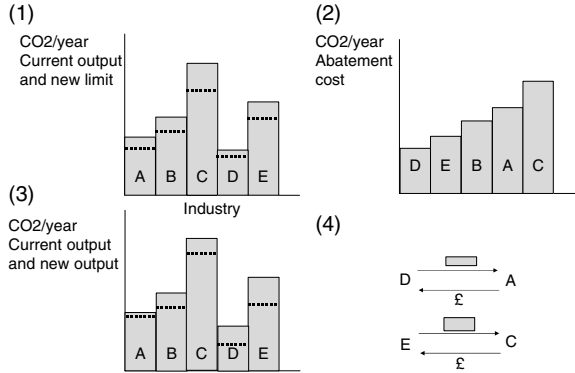 (1)
CO2/year
Current output
and new limit
A B C D E
Industry
(2)
CO2/year
Abatement
cost
D E B A C
(3)
CO2/year
Current output
and new output
A B C D E
(4)
D A
£
E C
£